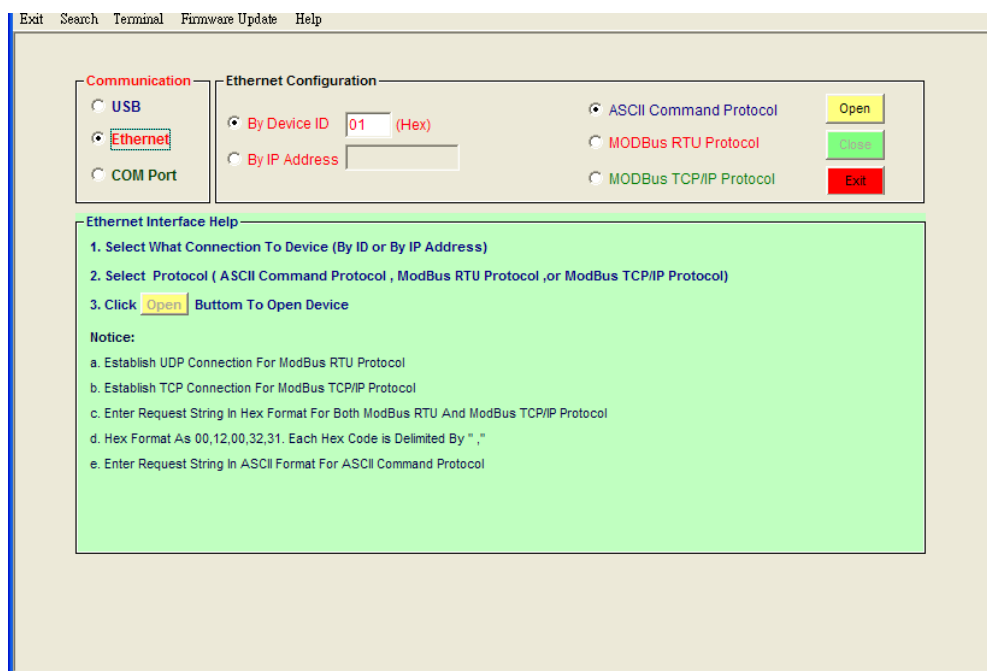 Exit Search Terminal Firmware Update Help
Communication
USB
Ethernet
COM Port
Ethernet Configuration
By Device ID 01 (Hex)
By IP Address
ASCII Command Protocol
MODBus RTU Protocol
MODBus TCP/IP Protocol
Open
Close
Exit
Ethernet Interface Help
1. Select What Connection To Device (By ID or By IP Address)
2. Select Protocol ( ASCII Command Protocol , ModBus RTU Protocol ,or ModBus TCP/IP Protocol)
3. Click Open Buttom To Open Device
Notice:
a. Establish UDP Connection For ModBus RTU Protocol
b. Establish TCP Connection For ModBus TCP/IP Protocol
c. Enter Request String In Hex Format For Both ModBus RTU And ModBus TCP/IP Protocol
d. Hex Format As 00,12,00,32,31. Each Hex Code is Delimited By " ,"
e. Enter Request String In ASCII Format For ASCII Command Protocol